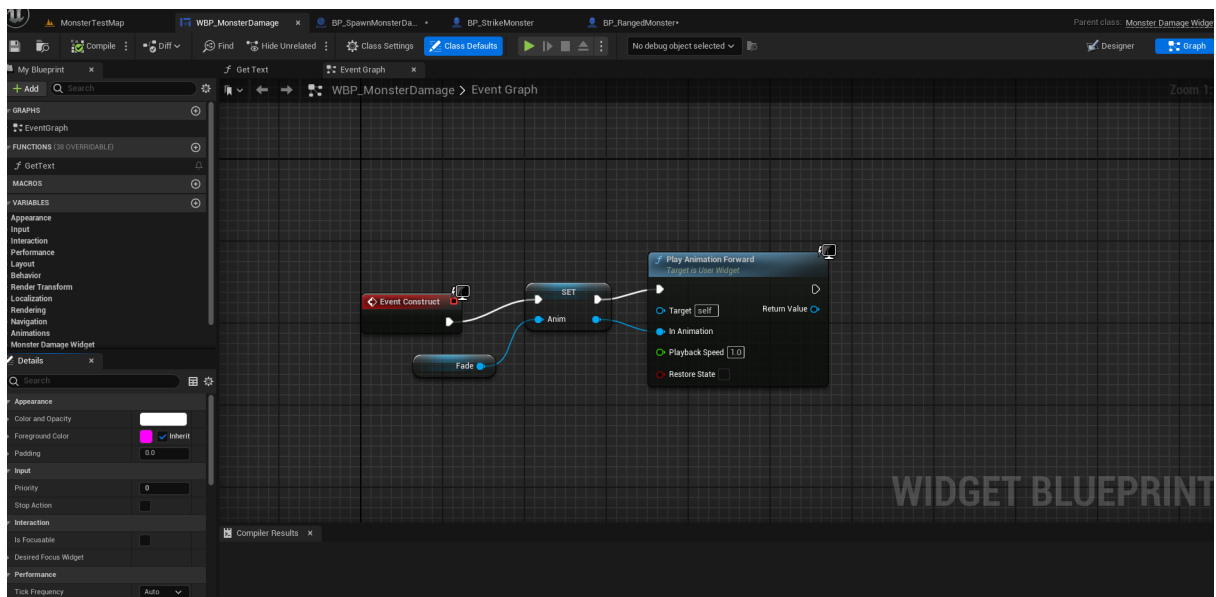 MonsterTestMap WBP_MonsterDamage × BP_SpawnMonsterDa... • BP_StrikeMonster BP_RangedMonster• Parent class: Monster Damage Widge
Compile Diff Find Hide Unrelated Class Settings Class Defaults No debug object selected Designer Graph
My Blueprint × f Get Text Event Graph ×
+ Add Search WBP_MonsterDamage > Event Graph Zoom 1:
GRAPHS
EventGraph
FUNCTIONS (38 OVERRIDABLE)
f GetText
MACROS
VARIABLES
Appearance
Input
Interaction
Performance
Layout
Behavior
Render Transform
Localization
Rendering
Navigation
Animations
Monster Damage Widget
Event Construct
Fade
SET
Anim
f Play Animation Forward
Target is User Widget
Target self Return Value
In Animation
Playback Speed 1.0
Restore State
WIDGET BLUEPRINT
Details ×
Search
Appearance
Color and Opacity
Foreground Color Inherit
Padding 0.0
Input
Priority 0
Stop Action
Interaction
Is Focusable
Desired Focus Widget
Performance
Tick Frequency Auto
Compiler Results ×